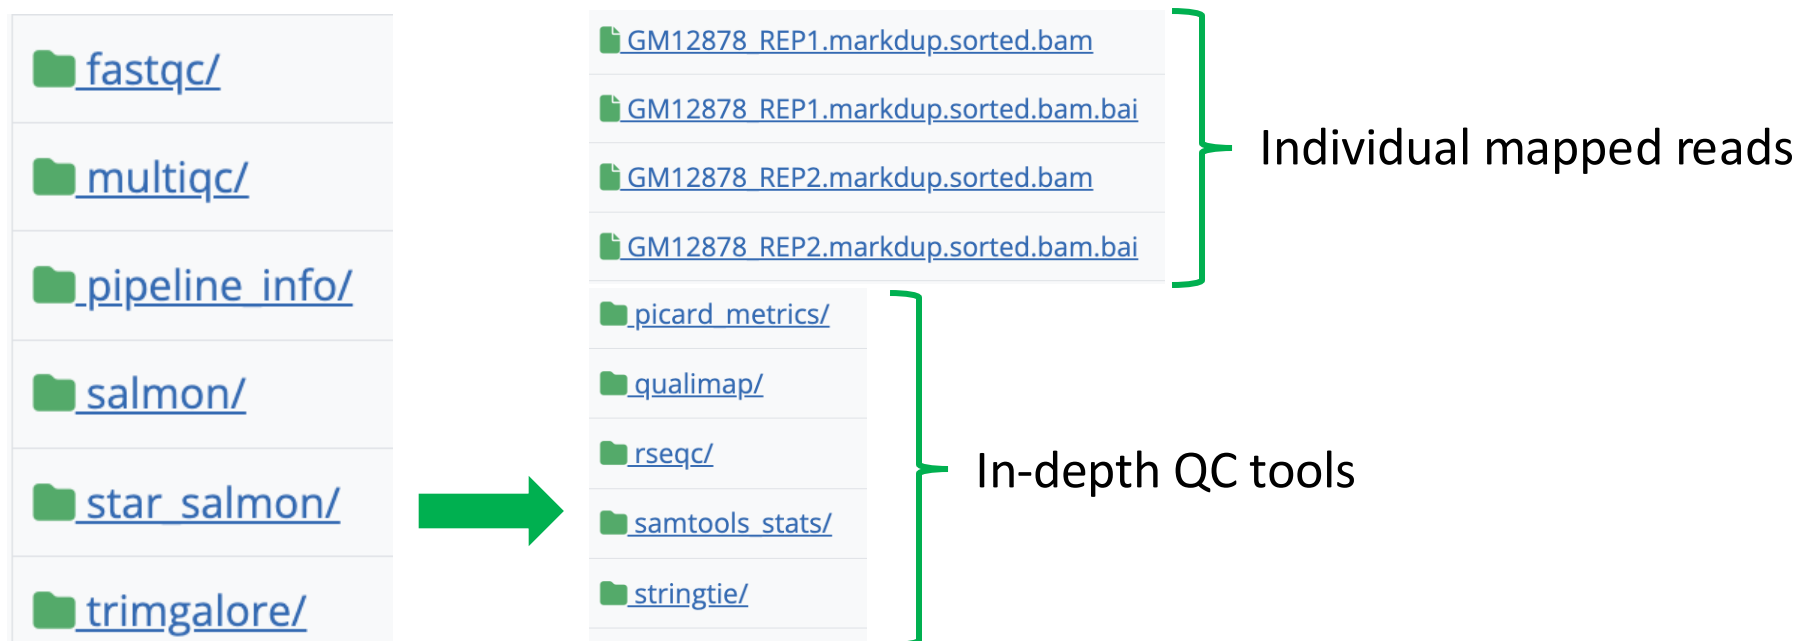 fastqc/
multiqc/
pipeline_info/
salmon/
star_salmon/
trimgalore/
GM12878_REP1.markdup.sorted.bam
GM12878_REP1.markdup.sorted.bam.bai
GM12878_REP2.markdup.sorted.bam
GM12878_REP2.markdup.sorted.bam.bai
Individual mapped reads
picard_metrics/
qualimap/
rseqc/
samtools_stats/
stringtie/
In-depth QC tools